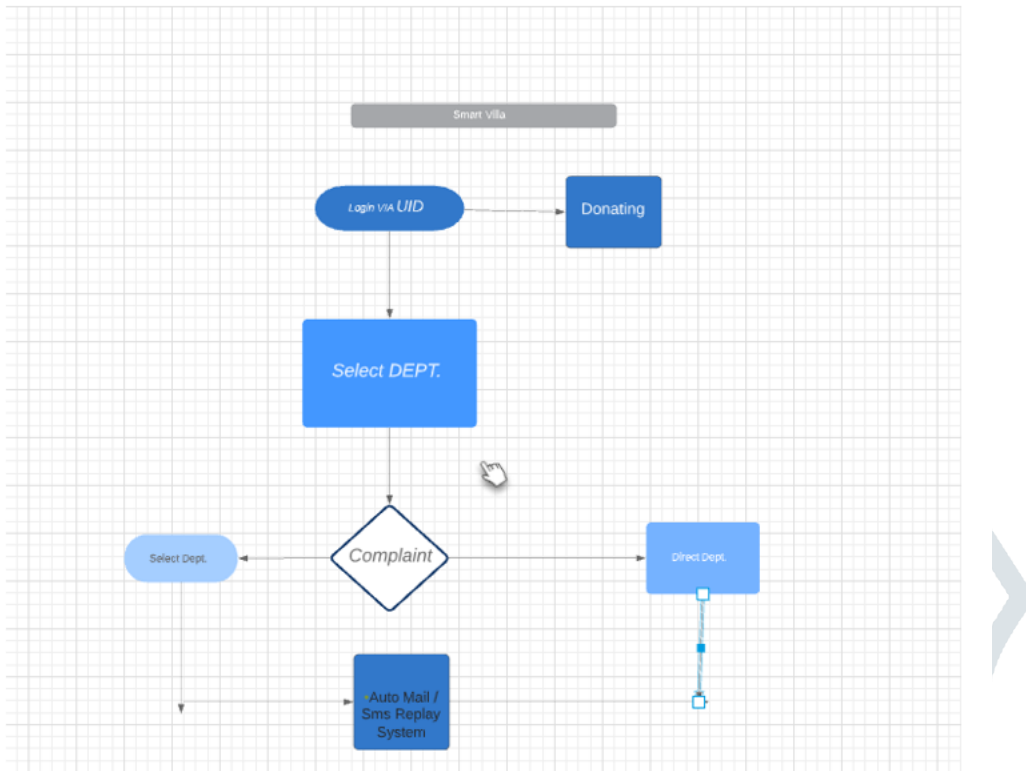 Smart Villa
Login VIA UID
Donating
Select DEPT.
Complaint
Select Dept.
Direct Dept.
Auto Mail /
Sms Replay
System